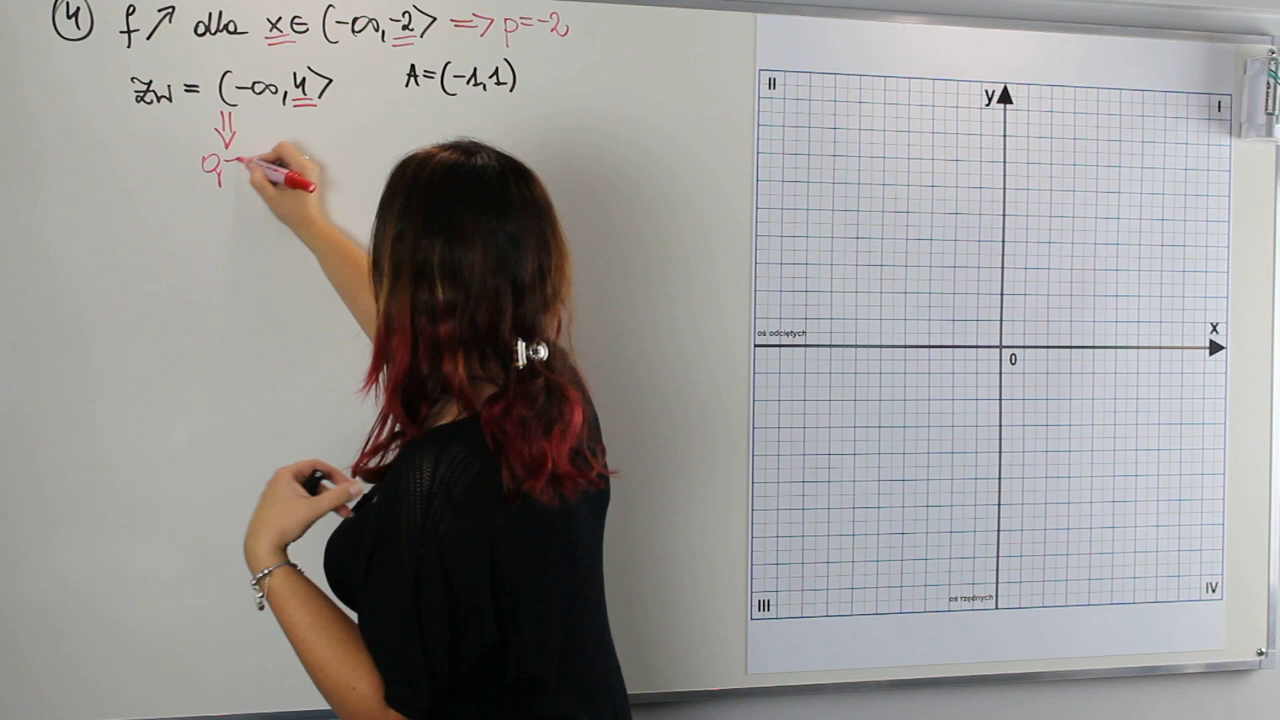 ④ f↗ dla x∈(-∞,-2⟩ => p=-2
Zw = (-∞,4⟩ A=(-1,1)
⇓
q
II
y
I
oś odciętych
x
0
III
oś rzędnych
IV